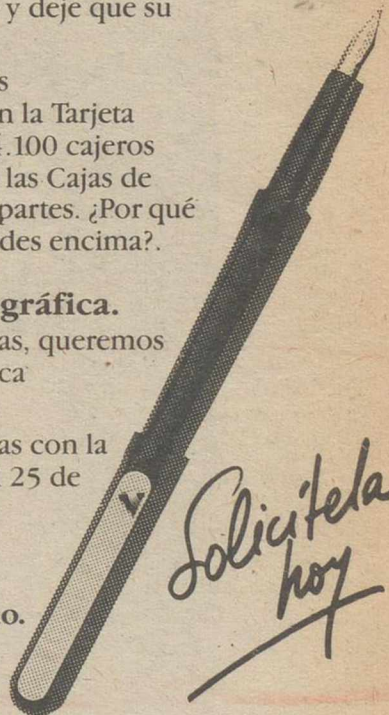 y deje que su
s
n la Tarjeta
.100 cajeros
las Cajas de
partes. ¿Por qué
des encima?.
gráfica.
as, queremos
ca
as con la
25 de
o.
Solicítela
hoy